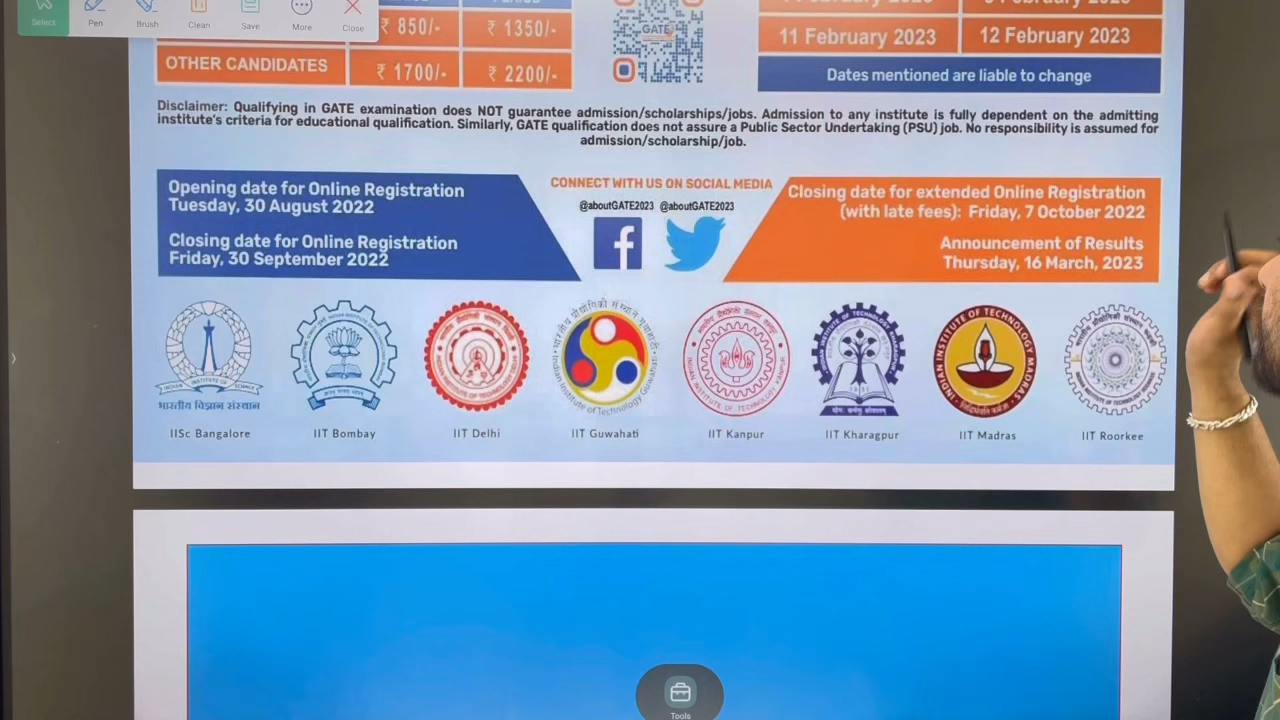 Select
Pen
Brush
Clean
Save
More
Close
₹ 850/-
₹ 1350/-
OTHER CANDIDATES
₹ 1700/-
₹ 2200/-
GATE
11 February 2023
12 February 2023
Dates mentioned are liable to change
Disclaimer: Qualifying in GATE examination does NOT guarantee admission/scholarships/jobs. Admission to any institute is fully dependent on the admitting
institute's criteria for educational qualification. Similarly, GATE qualification does not assure a Public Sector Undertaking (PSU) job. No responsibility is assumed for
admission/scholarship/job.
Opening date for Online Registration
Tuesday, 30 August 2022
Closing date for Online Registration
Friday, 30 September 2022
CONNECT WITH US ON SOCIAL MEDIA
@aboutGATE2023 @aboutGATE2023
Closing date for extended Online Registration
(with late fees): Friday, 7 October 2022
Announcement of Results
Thursday, 16 March, 2023
भारतीय विज्ञान संस्थान
भारतीय प्रौद्योगिकी संस्थान गुवाहाटी
Indian Institute of Technology Guwahati
INDIAN INSTITUTE OF TECHNOLOGY MADRAS
IISc Bangalore
IIT Bombay
IIT Delhi
IIT Guwahati
IIT Kanpur
IIT Kharagpur
IIT Madras
IIT Roorkee
Tools